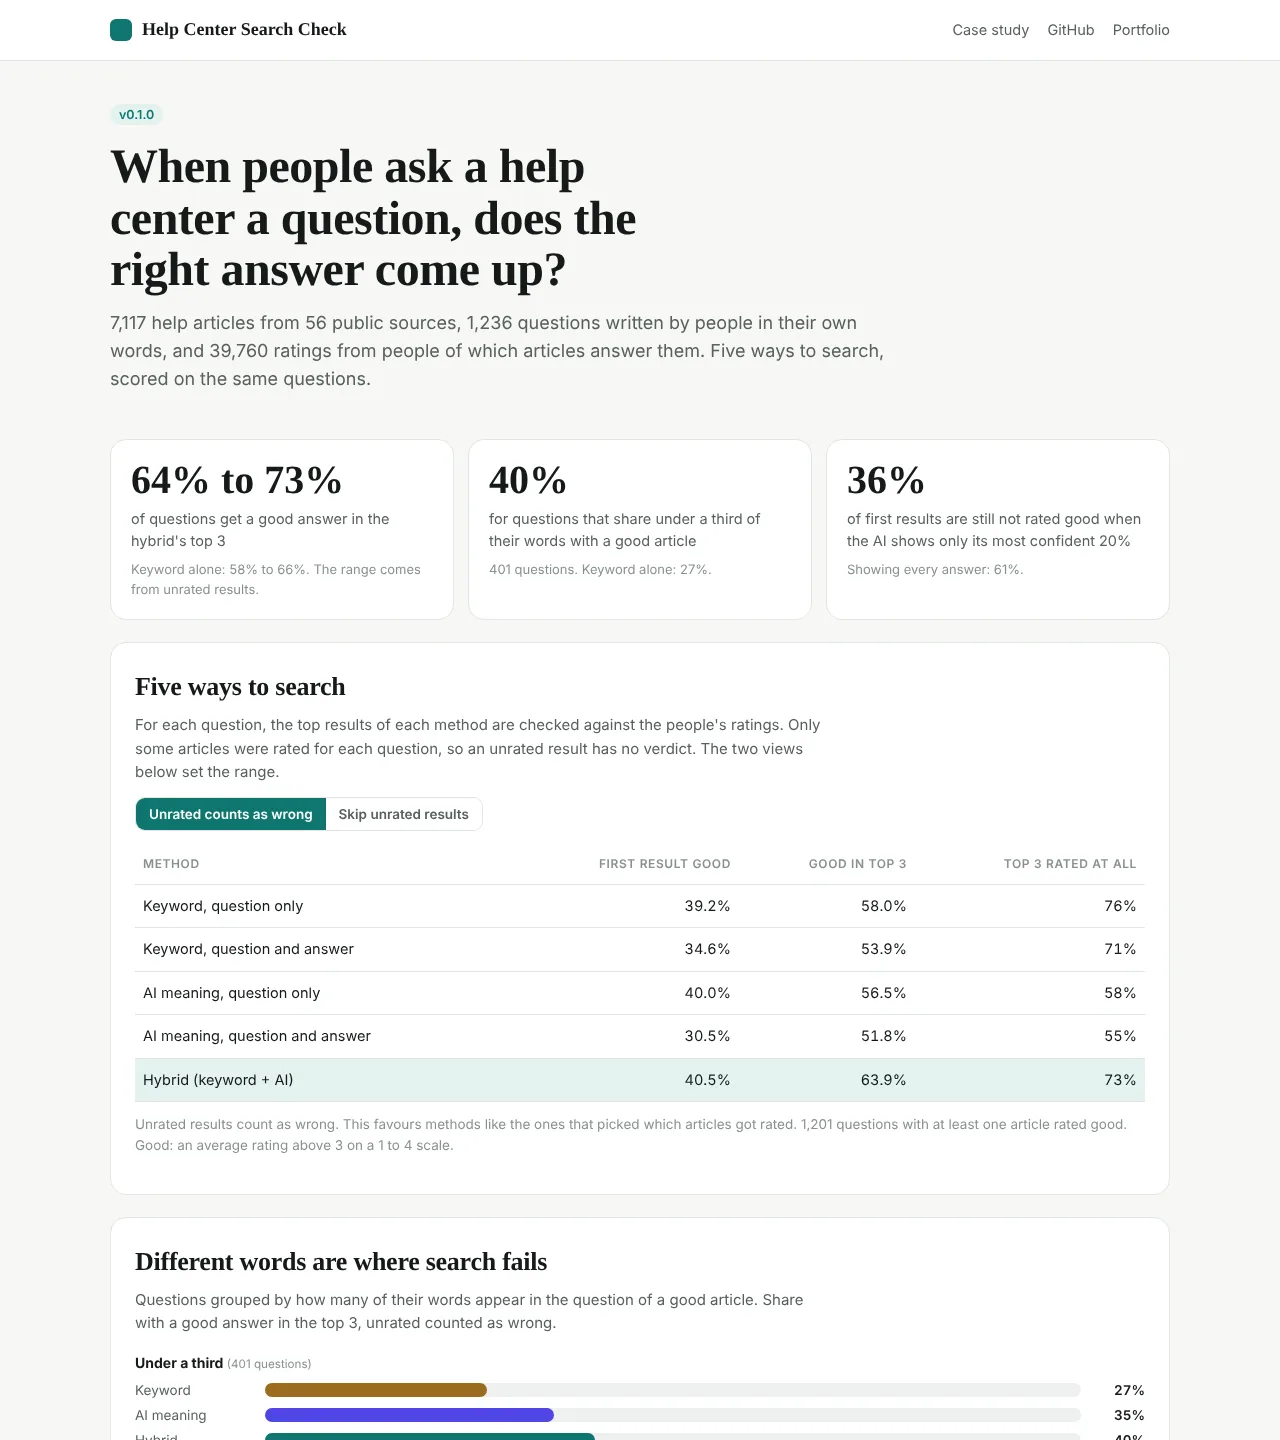 Help Center Search Check
Case study GitHub Portfolio
v0.1.0
When people ask a help
center a question, does the
right answer come up?
7,117 help articles from 56 public sources, 1,236 questions written by people in their own
words, and 39,760 ratings from people of which articles answer them. Five ways to search,
scored on the same questions.
64% to 73%
of questions get a good answer in the
hybrid's top 3
Keyword alone: 58% to 66%. The range comes
from unrated results.
40%
for questions that share under a third of
their words with a good article
401 questions. Keyword alone: 27%.
36%
of first results are still not rated good when
the AI shows only its most confident 20%
Showing every answer: 61%.
Five ways to search
For each question, the top results of each method are checked against the people's ratings. Only
some articles were rated for each question, so an unrated result has no verdict. The two views
below set the range.
Unrated counts as wrong Skip unrated results
METHOD FIRST RESULT GOOD GOOD IN TOP 3 TOP 3 RATED AT ALL
Keyword, question only 39.2% 58.0% 76%
Keyword, question and answer 34.6% 53.9% 71%
AI meaning, question only 40.0% 56.5% 58%
AI meaning, question and answer 30.5% 51.8% 55%
Hybrid (keyword + AI) 40.5% 63.9% 73%
Unrated results count as wrong. This favours methods like the ones that picked which articles got rated. 1,201 questions with at least one article rated good.
Good: an average rating above 3 on a 1 to 4 scale.
Different words are where search fails
Questions grouped by how many of their words appear in the question of a good article. Share
with a good answer in the top 3, unrated counted as wrong.
Under a third (401 questions)
Keyword 27%
AI meaning 35%
Hybrid 40%